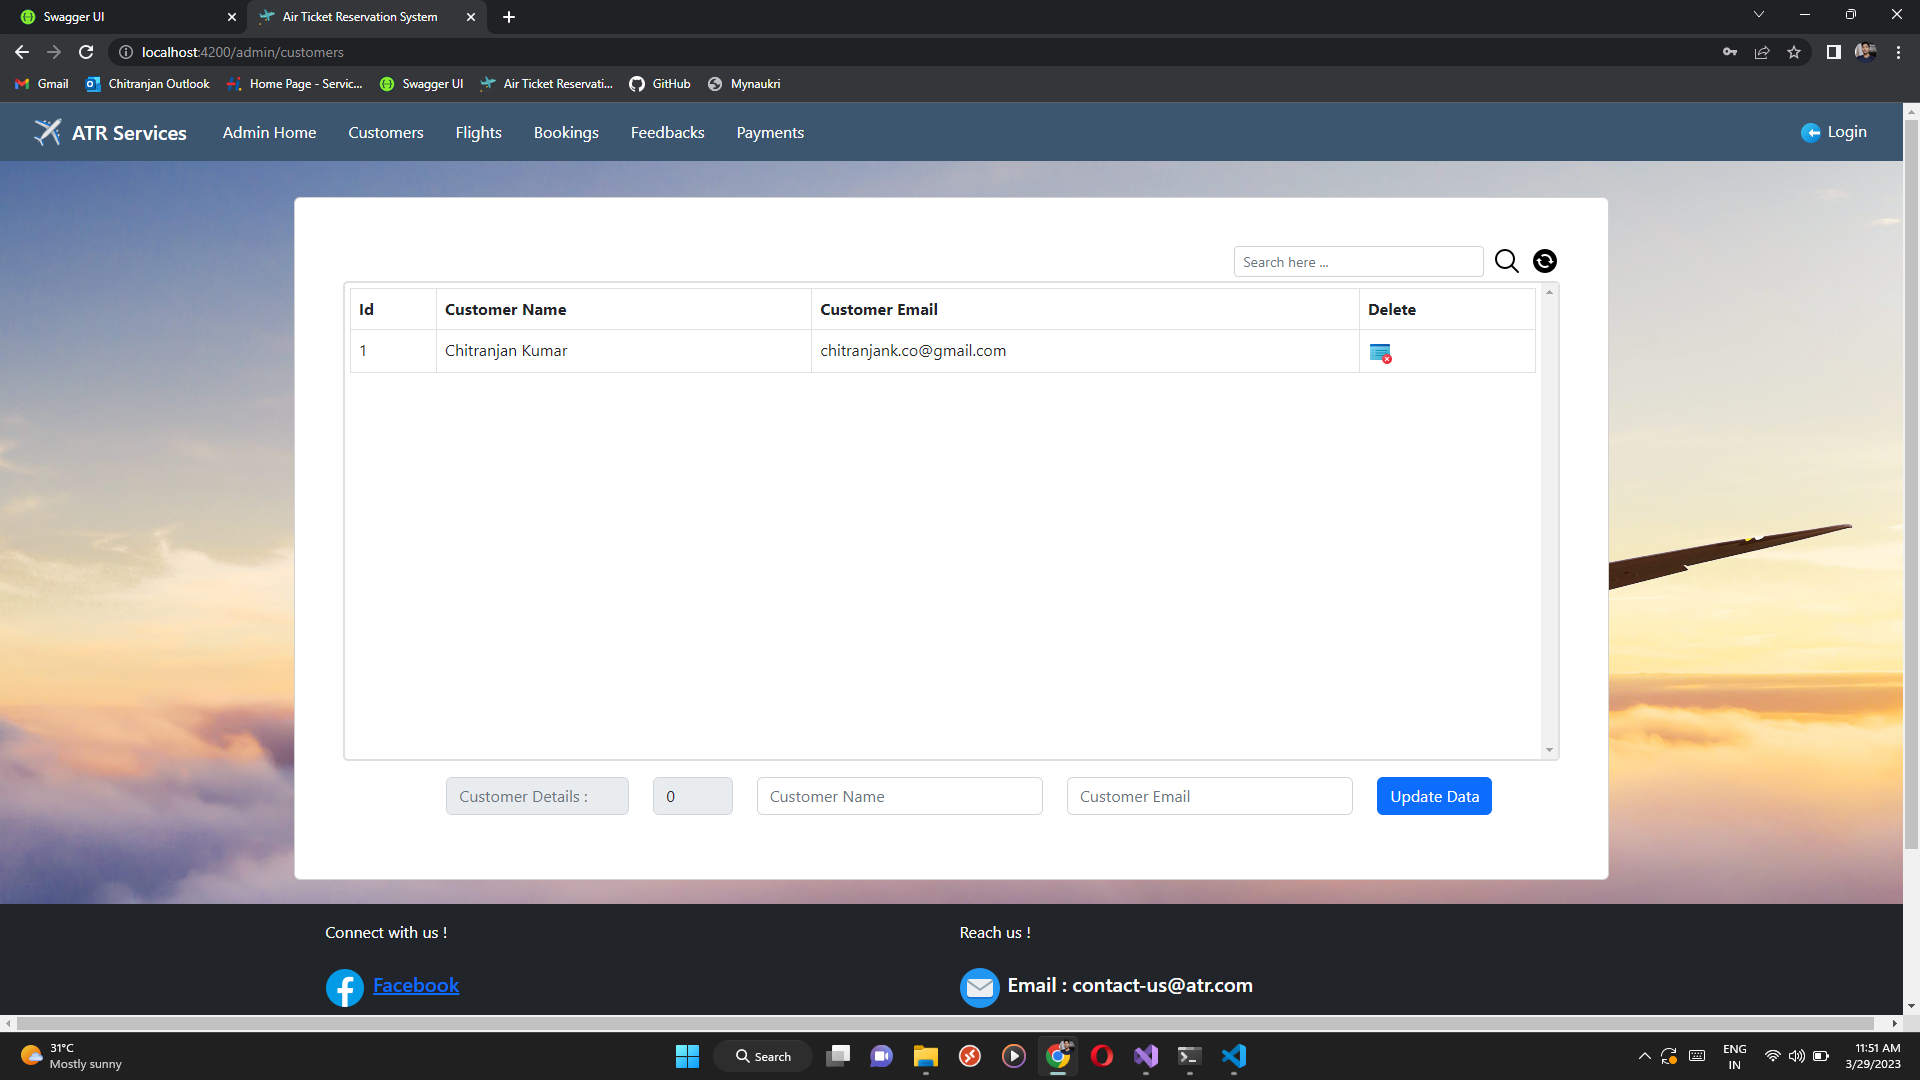 Swagger UI
Air Ticket Reservation System
localhost:4200/admin/customers
Gmail
Chitranjan Outlook
Home Page - Servic...
Swagger UI
Air Ticket Reservati...
GitHub
Mynaukri
ATR Services
Admin Home
Customers
Flights
Bookings
Feedbacks
Payments
Login
Search here ...
Id Customer Name Customer Email Delete
1 Chitranjan Kumar chitranjank.co@gmail.com
Customer Details : 0 Customer Name Customer Email Update Data
Connect with us !
Reach us !
Facebook
Email : contact-us@atr.com
31°C
Mostly sunny
Search
ENG
IN
11:51 AM
3/29/2023